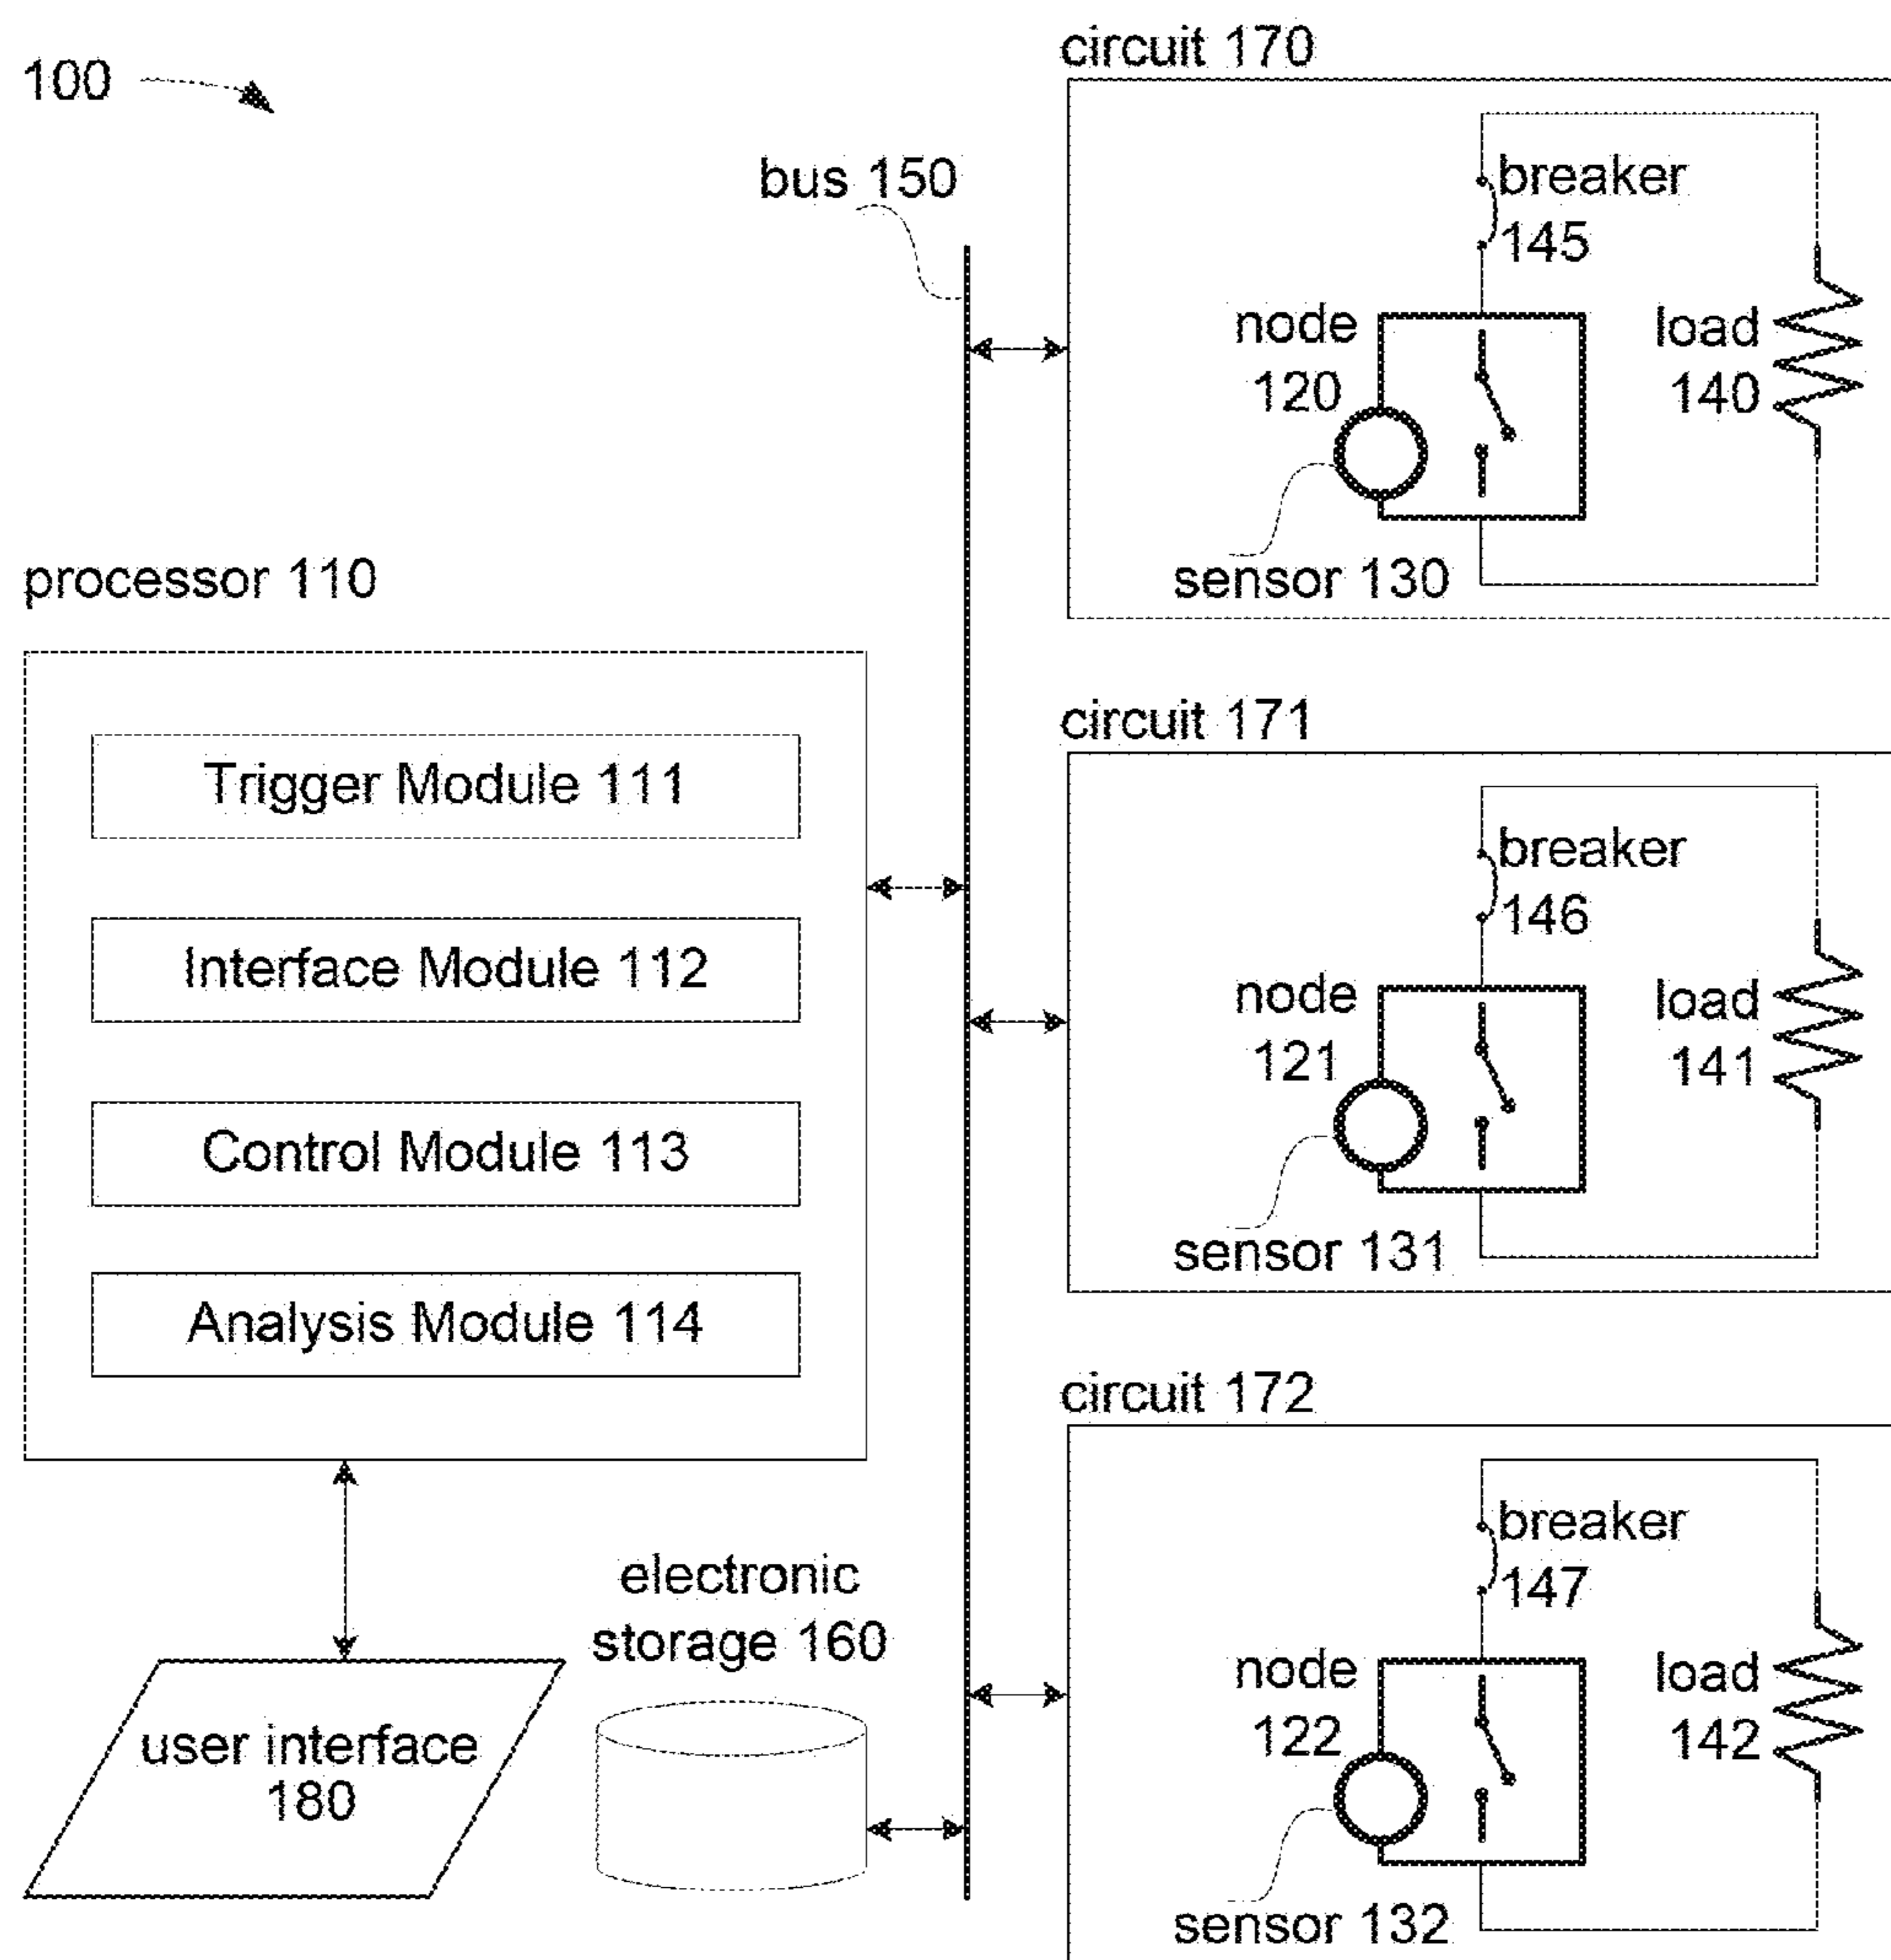 100
bus 150
processor 110
Trigger Module 111
Interface Module 112
Control Module 113
Analysis Module 114
user interface
180
electronic
storage 160
circuit 170
breaker
145
node
120
load
140
sensor 130
circuit 171
breaker
146
node
121
load
141
sensor 131
circuit 172
breaker
147
node
122
load
142
sensor 132